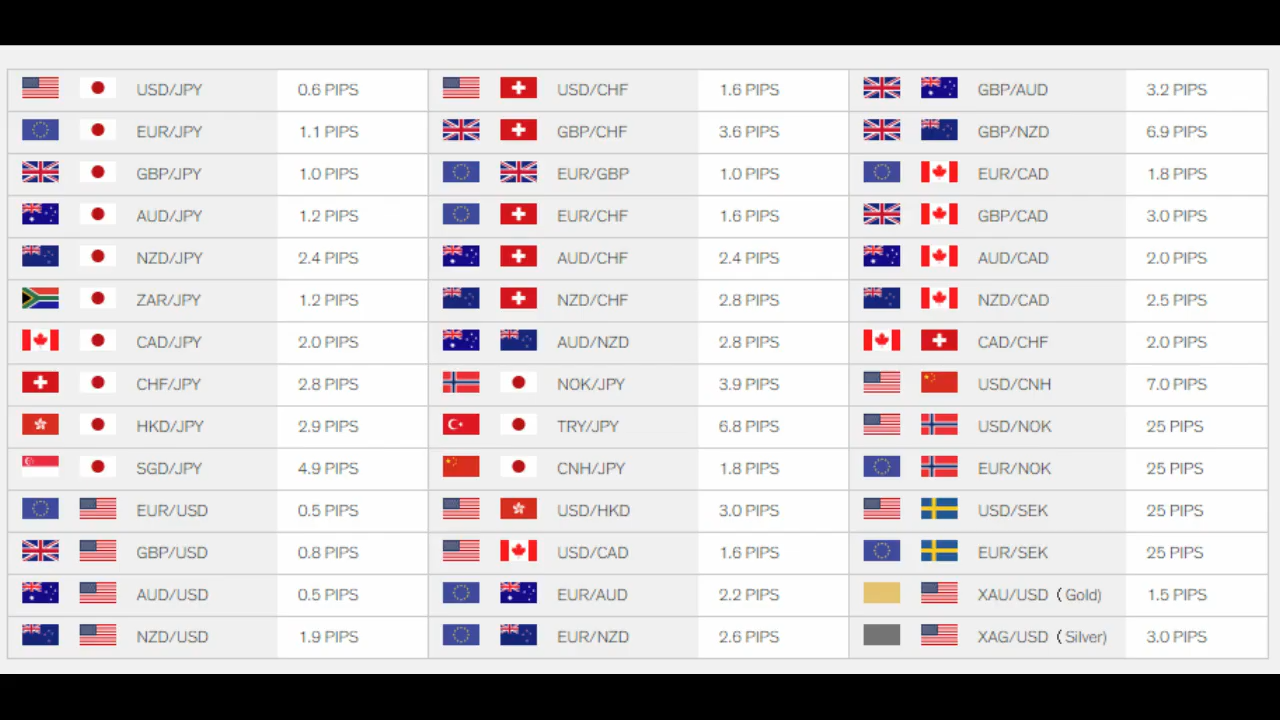 USD/JPY 0.6 PIPS USD/CHF 1.6 PIPS GBP/AUD 3.2 PIPS
EUR/JPY 1.1 PIPS GBP/CHF 3.6 PIPS GBP/NZD 6.9 PIPS
GBP/JPY 1.0 PIPS EUR/GBP 1.0 PIPS EUR/CAD 1.8 PIPS
AUD/JPY 1.2 PIPS EUR/CHF 1.6 PIPS GBP/CAD 3.0 PIPS
NZD/JPY 2.4 PIPS AUD/CHF 2.4 PIPS AUD/CAD 2.0 PIPS
ZAR/JPY 1.2 PIPS NZD/CHF 2.8 PIPS NZD/CAD 2.5 PIPS
CAD/JPY 2.0 PIPS AUD/NZD 2.8 PIPS CAD/CHF 2.0 PIPS
CHF/JPY 2.8 PIPS NOK/JPY 3.9 PIPS USD/CNH 7.0 PIPS
HKD/JPY 2.9 PIPS TRY/JPY 6.8 PIPS USD/NOK 25 PIPS
SGD/JPY 4.9 PIPS CNH/JPY 1.8 PIPS EUR/NOK 25 PIPS
EUR/USD 0.5 PIPS USD/HKD 3.0 PIPS USD/SEK 25 PIPS
GBP/USD 0.8 PIPS USD/CAD 1.6 PIPS EUR/SEK 25 PIPS
AUD/USD 0.5 PIPS EUR/AUD 2.2 PIPS XAU/USD（Gold) 1.5 PIPS
NZD/USD 1.9 PIPS EUR/NZD 2.6 PIPS XAG/USD（Silver) 3.0 PIPS